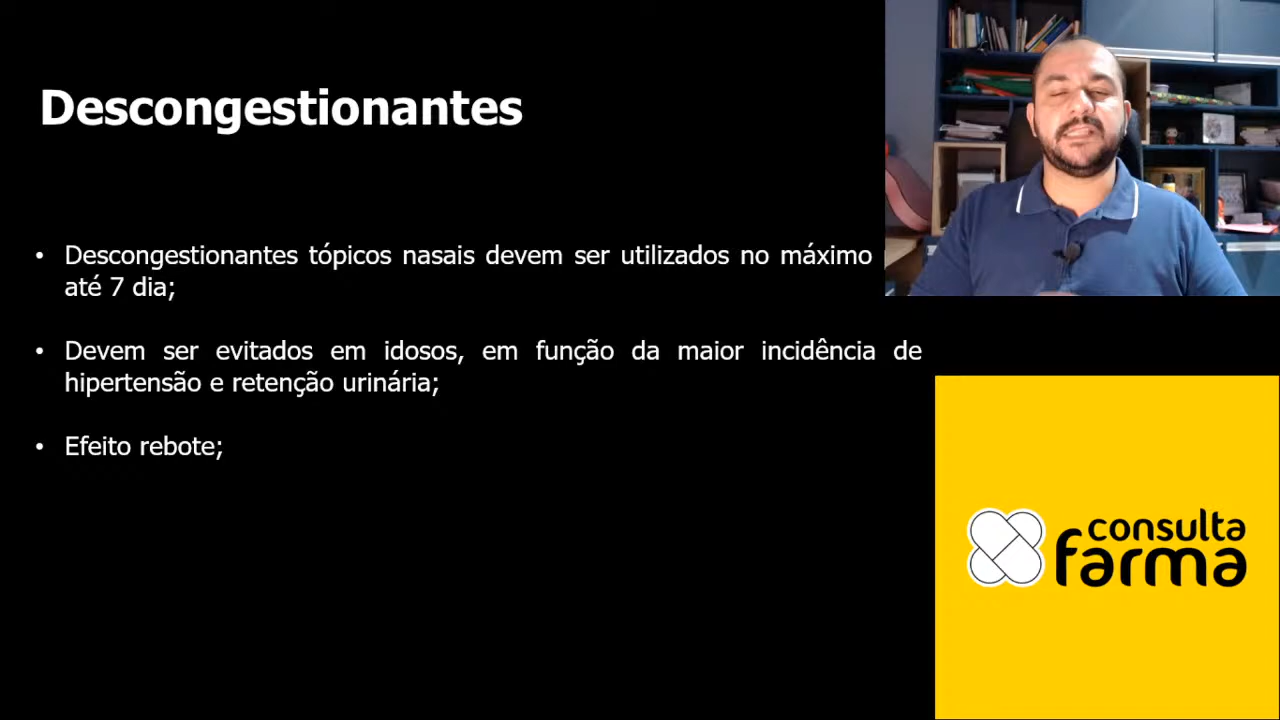 Descongestionantes
• Descongestionantes tópicos nasais devem ser utilizados no máximo
até 7 dia;
• Devem ser evitados em idosos, em função da maior incidência de
hipertensão e retenção urinária;
• Efeito rebote;
consulta
farma